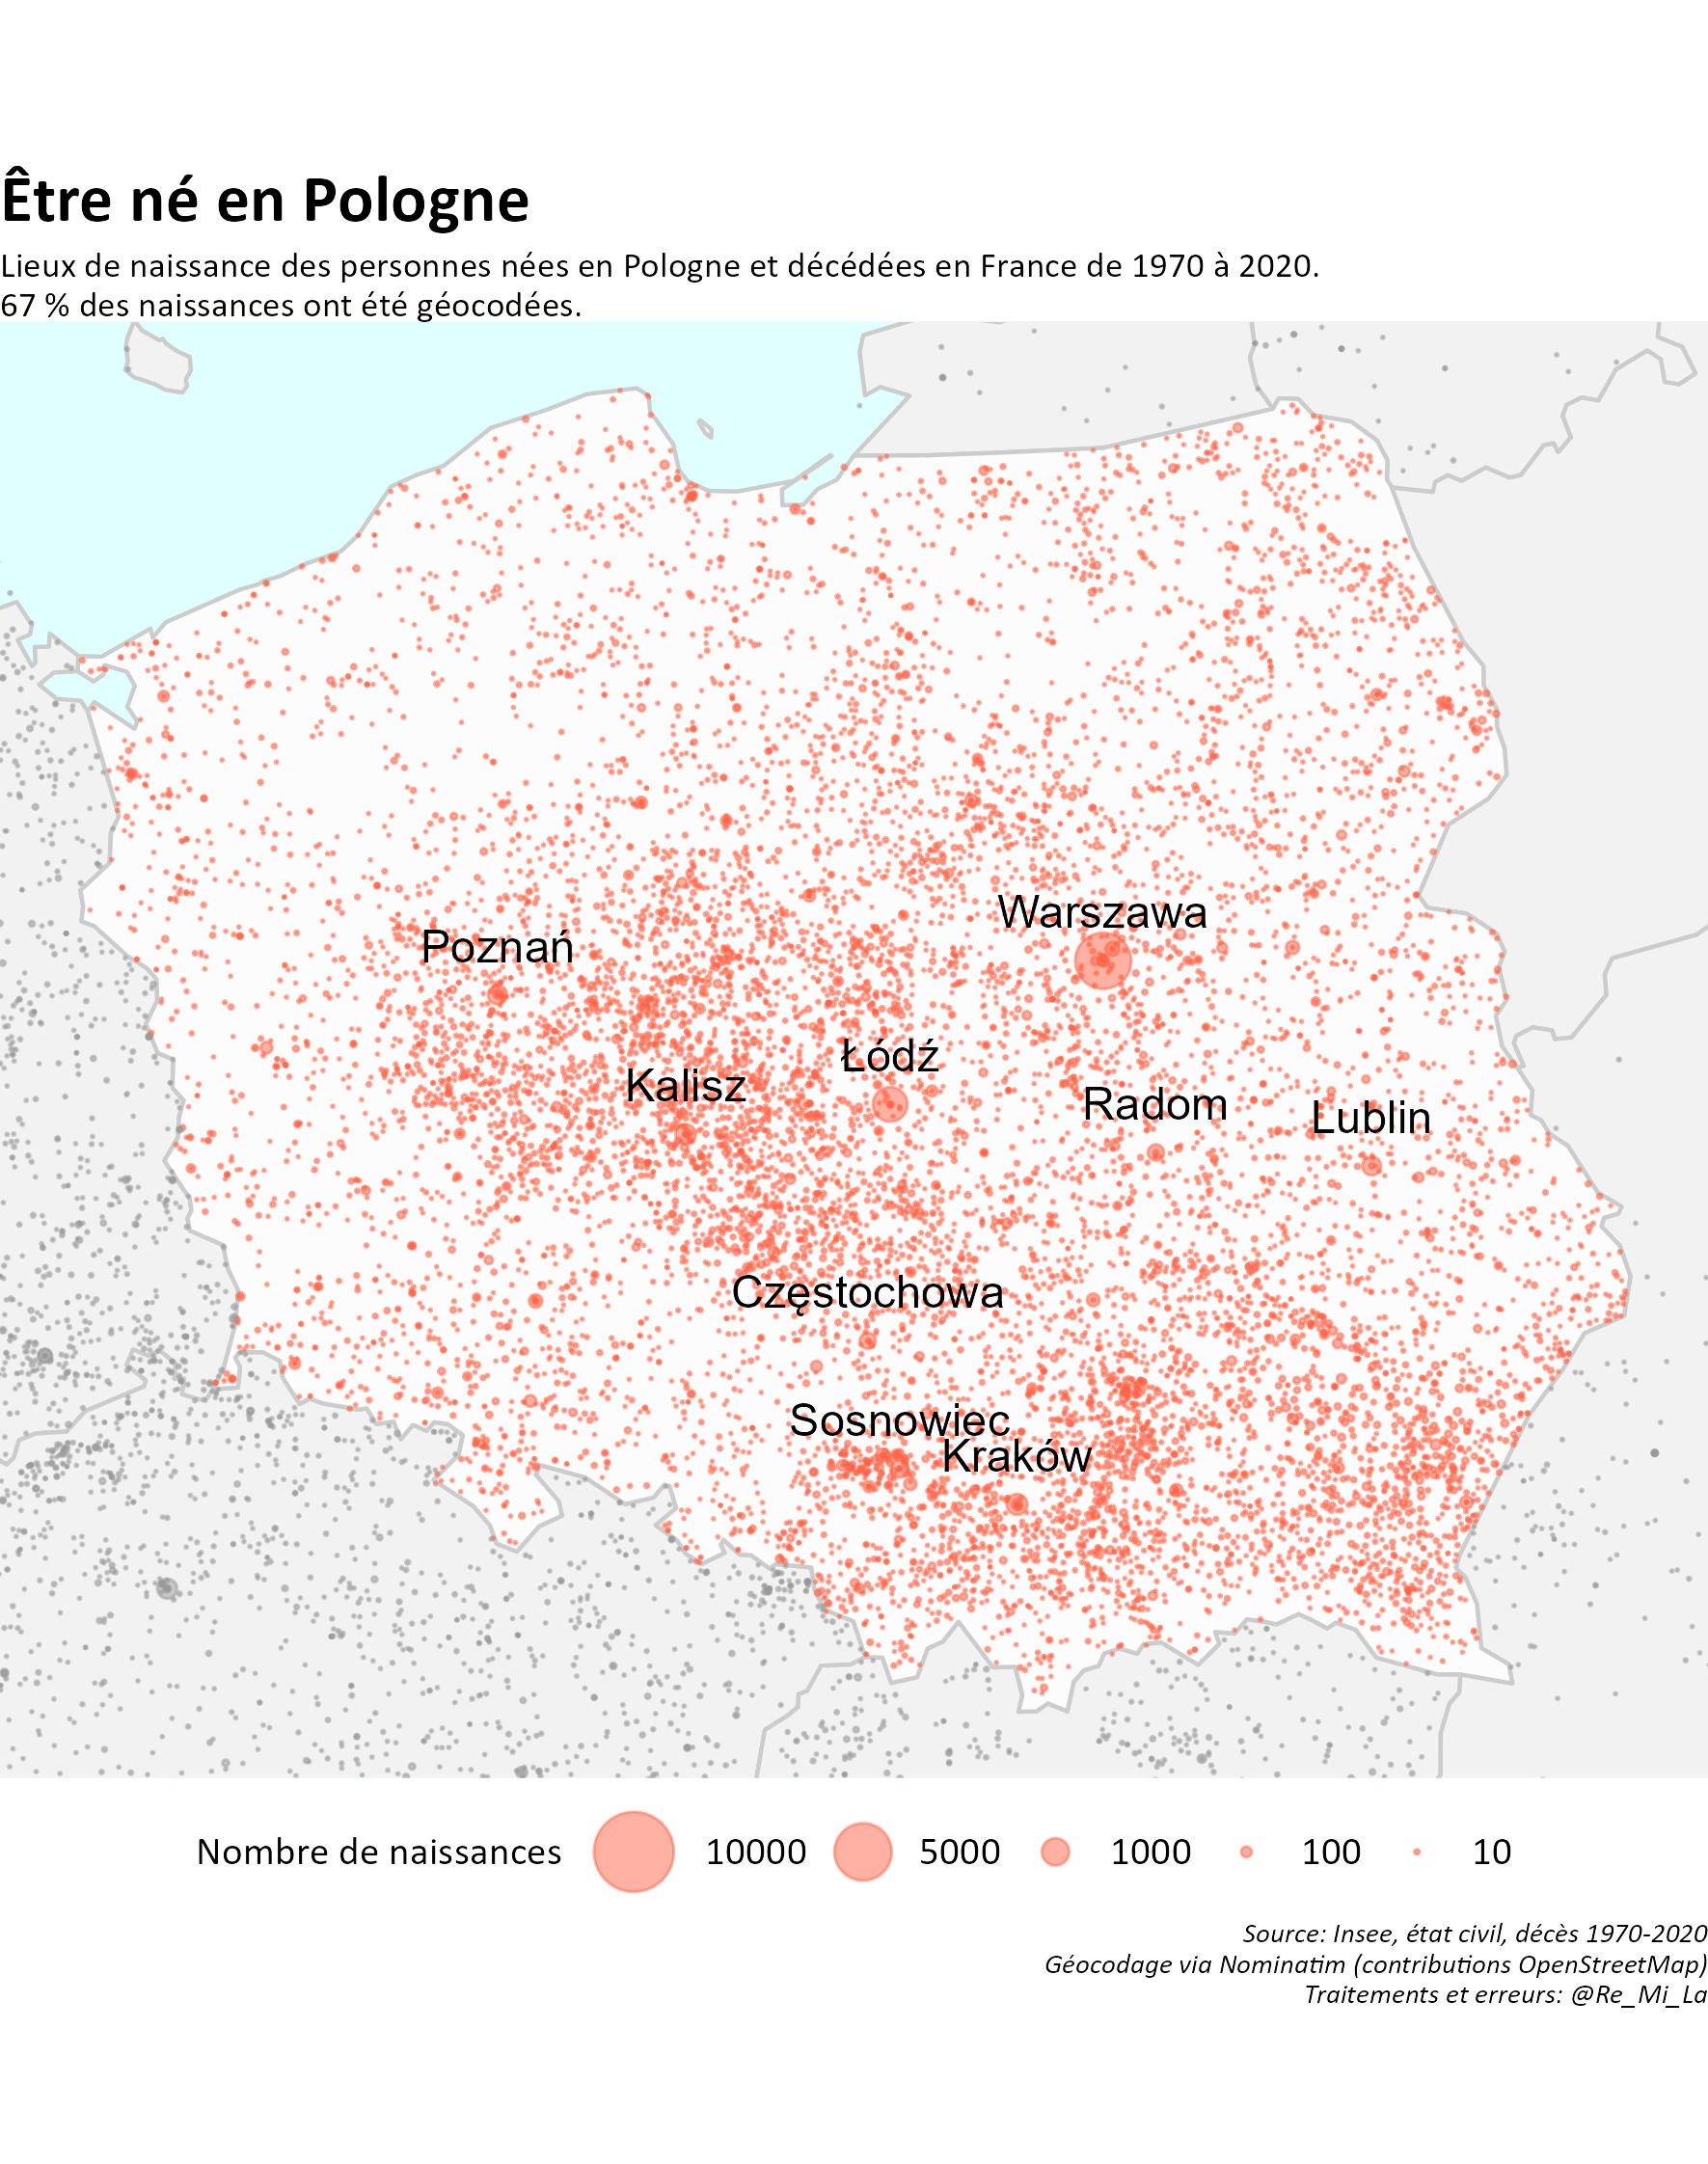 Être né en Pologne
Lieux de naissance des personnes nées en Pologne et décédées en France de 1970 à 2020.
67 % des naissances ont été géocodées.
Warszawa
Poznań
Łódź
Kalisz
Radom
Lublin
Częstochowa
Sosnowiec
Kraków
Nombre de naissances 10000 5000 1000 100 10
Source: Insee, état civil, décès 1970-2020
Géocodage via Nominatim (contributions OpenStreetMap)
Traitements et erreurs: @Re_Mi_La